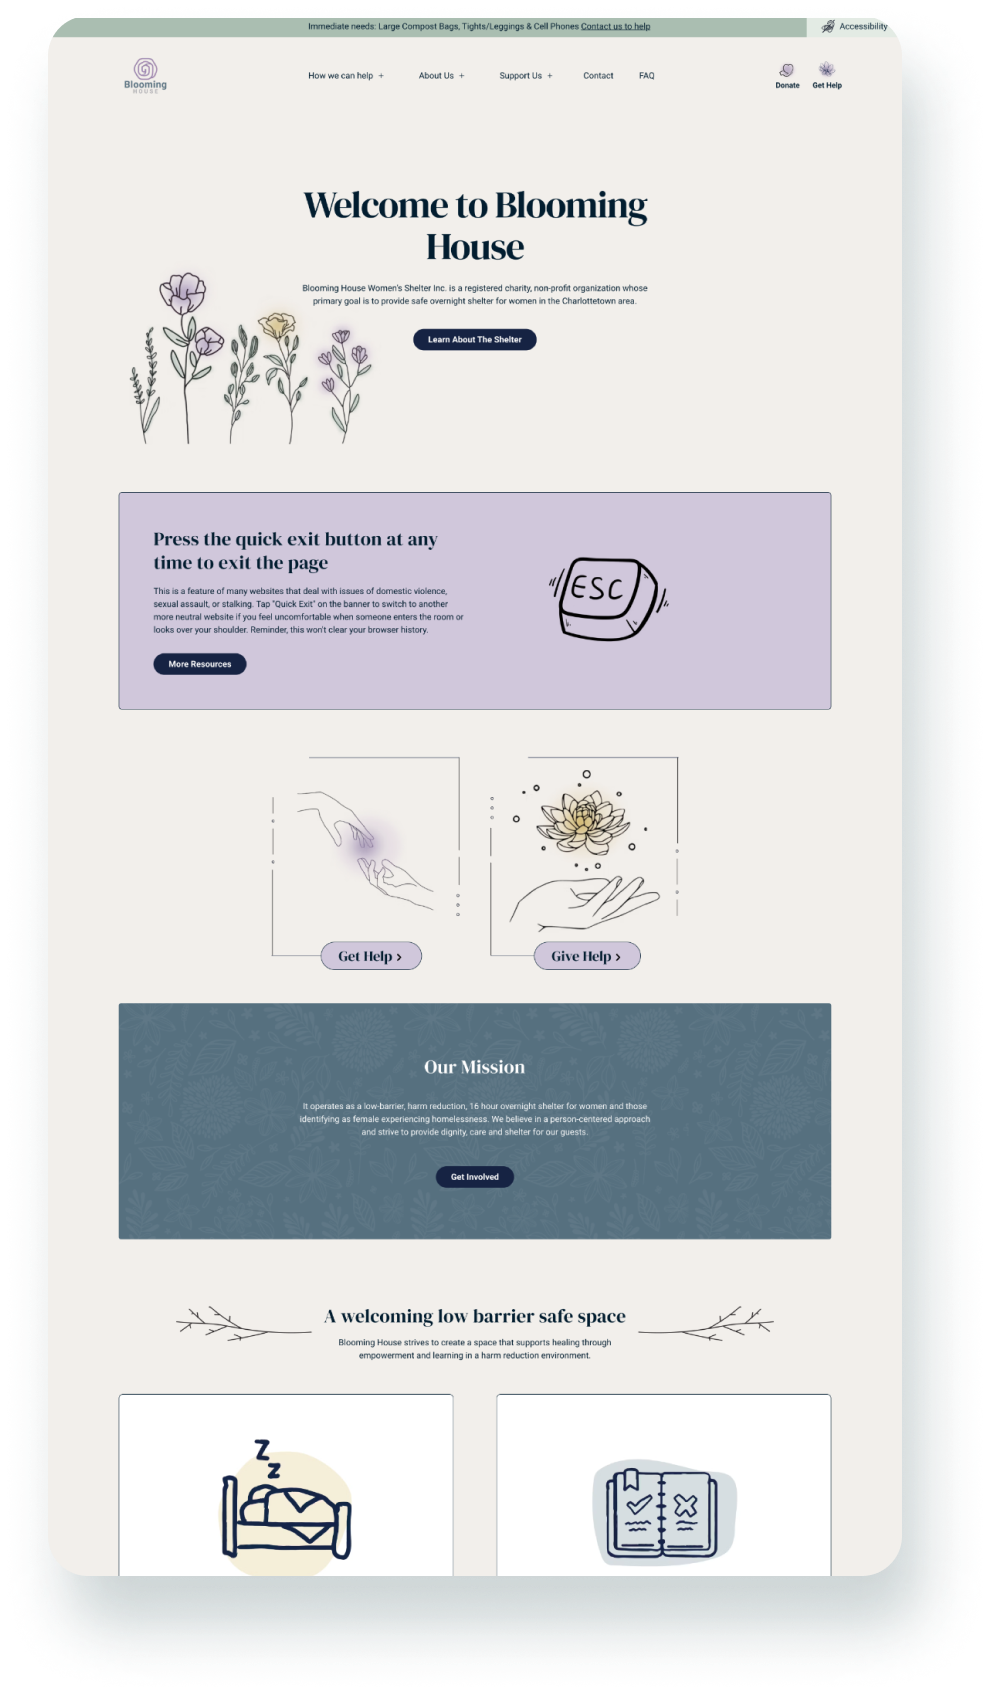 Immediate needs: Large Compost Bags, Tights/Leggings & Cell Phones Contact us to help
Accessibility
Blooming
HOUSE
How we can help +
About Us +
Support Us +
Contact
FAQ
Donate
Get Help
Welcome to Blooming
House
Blooming House Women's Shelter Inc. is a registered charity, non-profit organization whose
primary goal is to provide safe overnight shelter for women in the Charlottetown area.
Learn About The Shelter
Press the quick exit button at any
time to exit the page
This is a feature of many websites that deal with issues of domestic violence,
sexual assault, or stalking. Tap "Quick Exit" on the banner to switch to another
more neutral website if you feel uncomfortable when someone enters the room or
looks over your shoulder. Reminder, this won't clear your browser history.
More Resources
ESC
Get Help ›
Give Help ›
Our Mission
It operates as a low-barrier, harm reduction, 16 hour overnight shelter for women and those
identifying as female experiencing homelessness. We believe in a person-centered approach
and strive to provide dignity, care and shelter for our guests.
Get Involved
A welcoming low barrier safe space
Blooming House strives to create a space that supports healing through
empowerment and learning in a harm reduction environment.
Z
Z